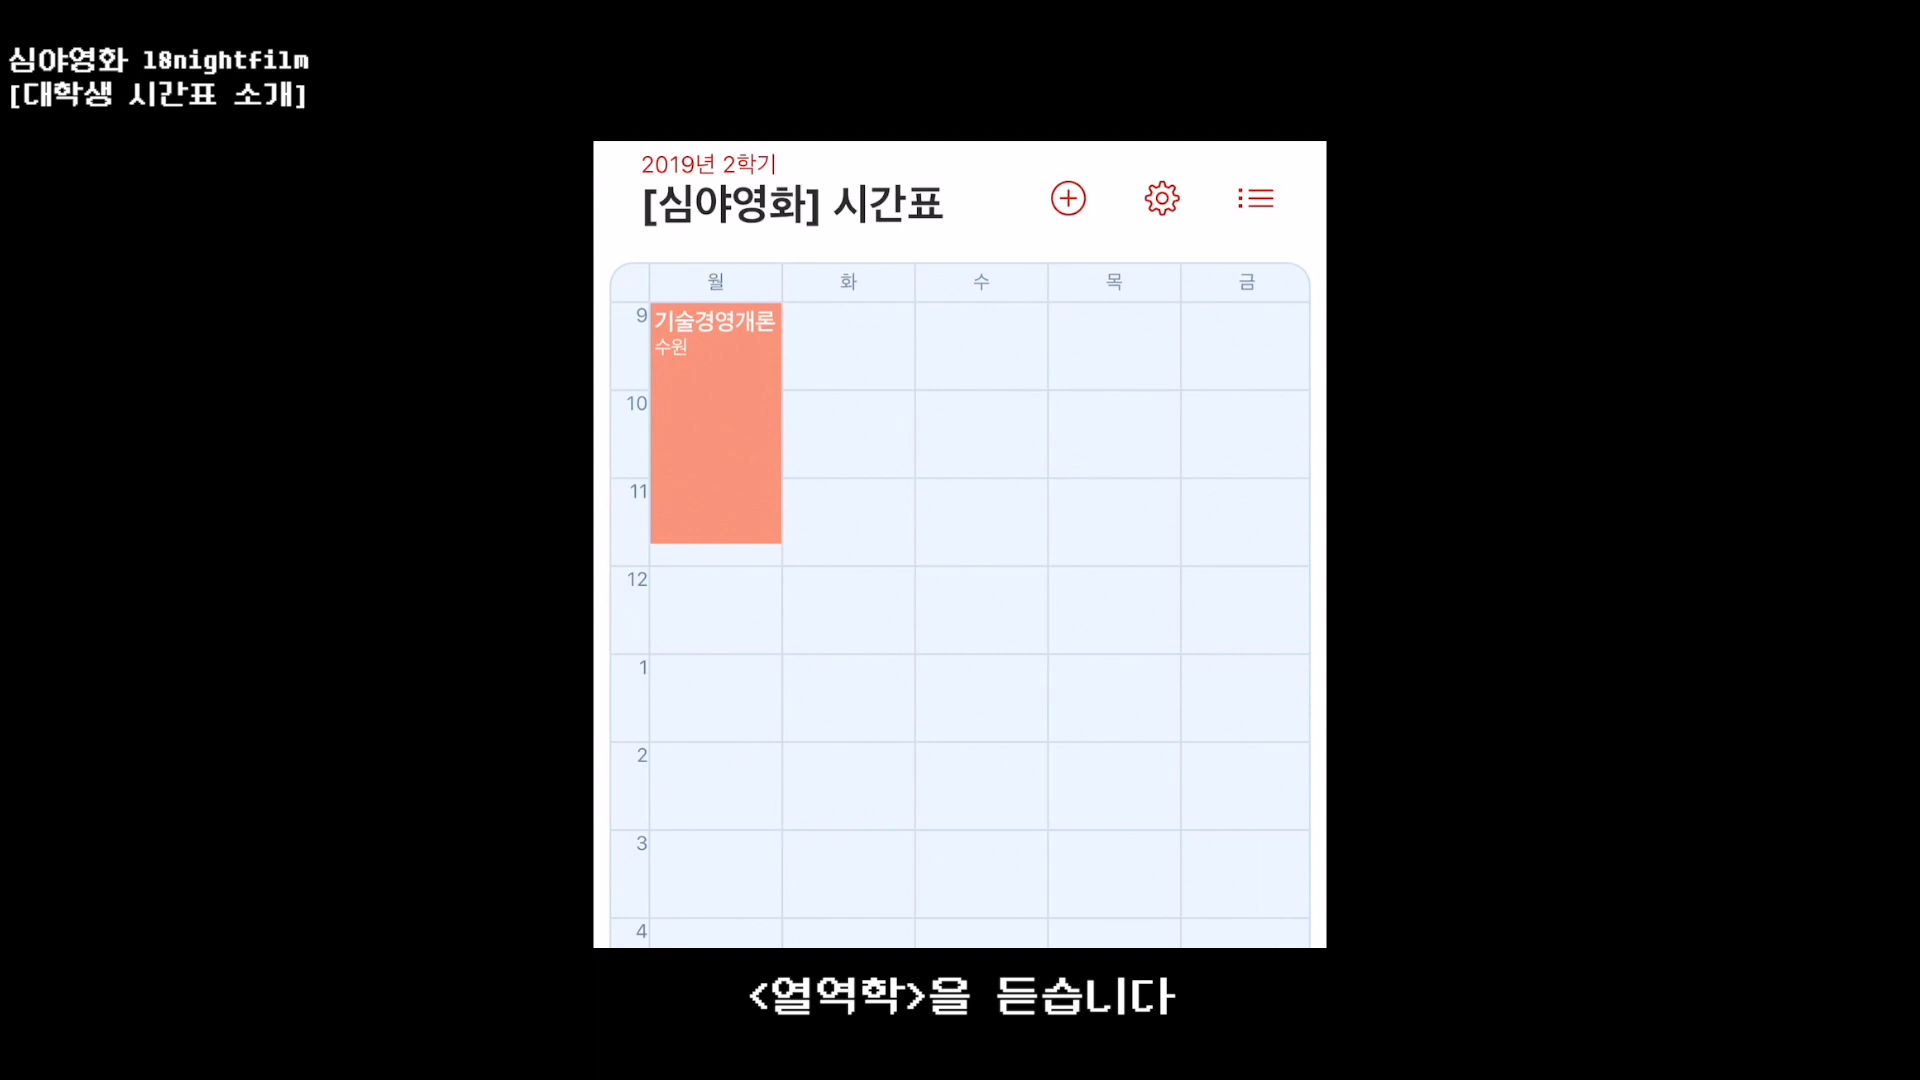 심야영화 18nightfilm
[대학생 시간표 소개]
2019년 2학기
[심야영화] 시간표
월 화 수 목 금
9
기술경영개론
수원
10
11
12
1
2
3
4
<열역학>을 듣습니다